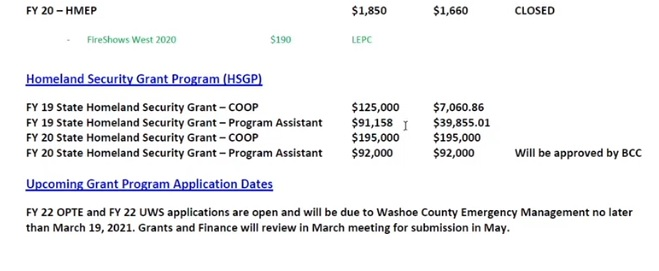 FY 20 – HMEP $1,850 $1,660 CLOSED
- FireShows West 2020 $190 LEPC
Homeland Security Grant Program (HSGP)
FY 19 State Homeland Security Grant – COOP $125,000 $7,060.86
FY 19 State Homeland Security Grant – Program Assistant $91,158 $39,855.01
FY 20 State Homeland Security Grant – COOP $195,000 $195,000
FY 20 State Homeland Security Grant – Program Assistant $92,000 $92,000 Will be approved by BCC
Upcoming Grant Program Application Dates
FY 22 OPTE and FY 22 UWS applications are open and will be due to Washoe County Emergency Management no later
than March 19, 2021. Grants and Finance will review in March meeting for submission in May.